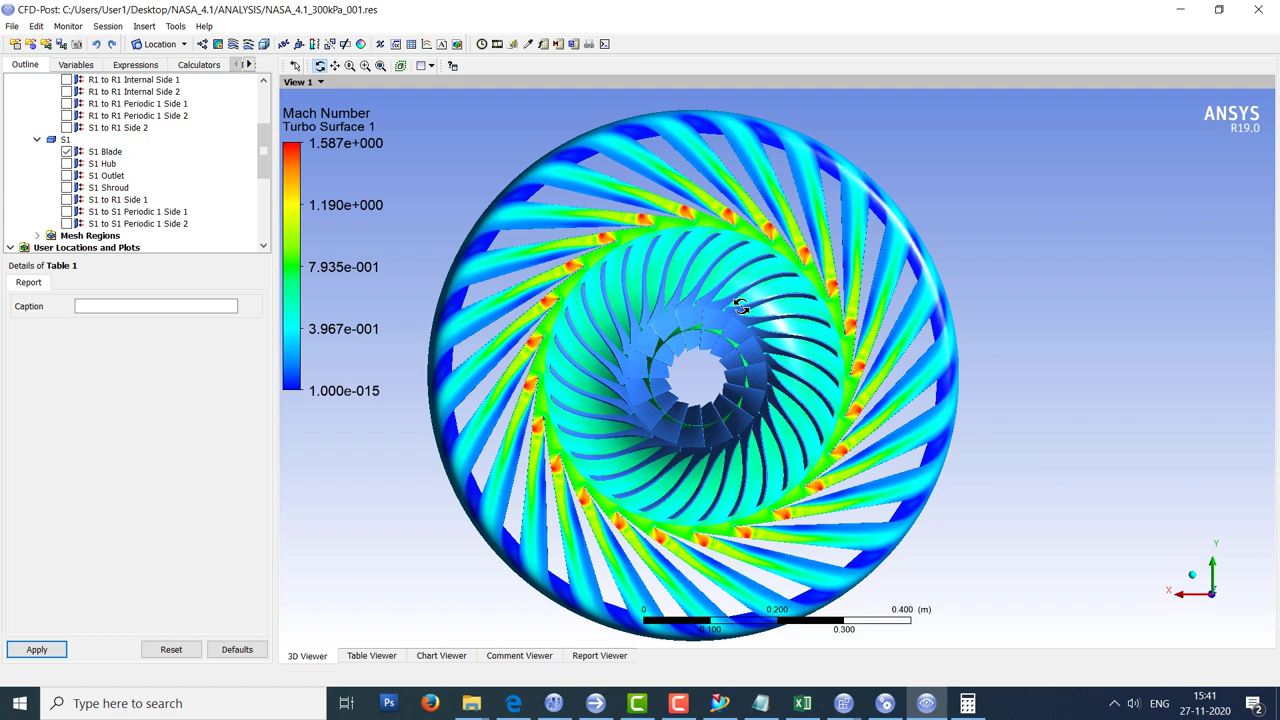 CFD-Post: C:/Users/User1/Desktop/NASA_4.1/ANALYSIS/NASA_4.1_300kPa_001.res
File Edit Monitor Session Insert Tools Help
Location
Outline Variables Expressions Calculators
View 1
R1 to R1 Internal Side 1
R1 to R1 Internal Side 2
R1 to R1 Periodic 1 Side 1
R1 to R1 Periodic 1 Side 2
S1 to R1 Side 2
S1
S1 Blade
S1 Hub
S1 Outlet
S1 Shroud
S1 to R1 Side 1
S1 to S1 Periodic 1 Side 1
S1 to S1 Periodic 1 Side 2
Mesh Regions
User Locations and Plots
Details of Table 1
Report
Caption
Apply Reset Defaults
Mach Number
Turbo Surface 1
1.587e+000
1.190e+000
7.935e-001
3.967e-001
1.000e-015
ANSYS
R19.0
Y
X
0 0.200 0.400 (m)
0.100 0.300
3D Viewer Table Viewer Chart Viewer Comment Viewer Report Viewer
Type here to search
Ps
ENG
15:41
27-11-2020
2